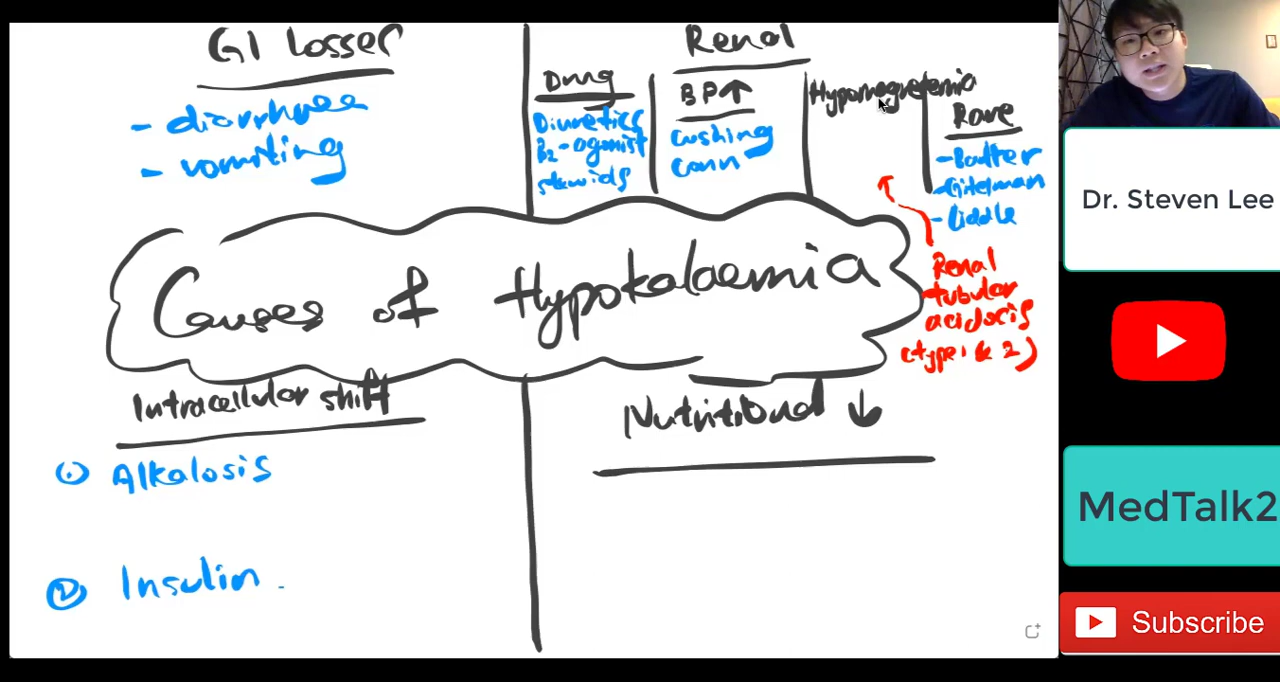 GI Losses
- diarrhoea
- vomiting
Renal
Drug
Diuretics
B2-agonist
steroids
BP↑
Cushing
Conn
Hypomagnesemia
Rare
- Bartter
- Gitelman
- Liddle
Renal
tubular
acidosis
(type 1 & 2)
Causes of Hypokalaemia
Intracellular shift
① Alkalosis
② Insulin
Nutritional ↓
Dr. Steven Lee
MedTalk2
Subscribe